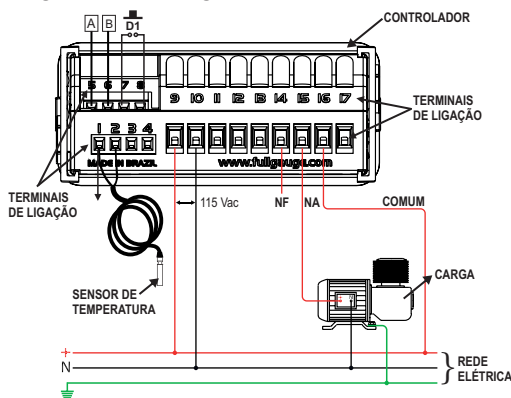 A B D1
CONTROLADOR
5 6 7 8
9 10 11 12 13 14 15 16 17
1 2 3 4
TERMINAIS
DE LIGAÇÃO
MADE IN BRAZIL
www.fullgauge.com
TERMINAIS
DE LIGAÇÃO
115 Vac
NF NA COMUM
CARGA
SENSOR DE
TEMPERATURA
+
N
REDE
ELÉTRICA